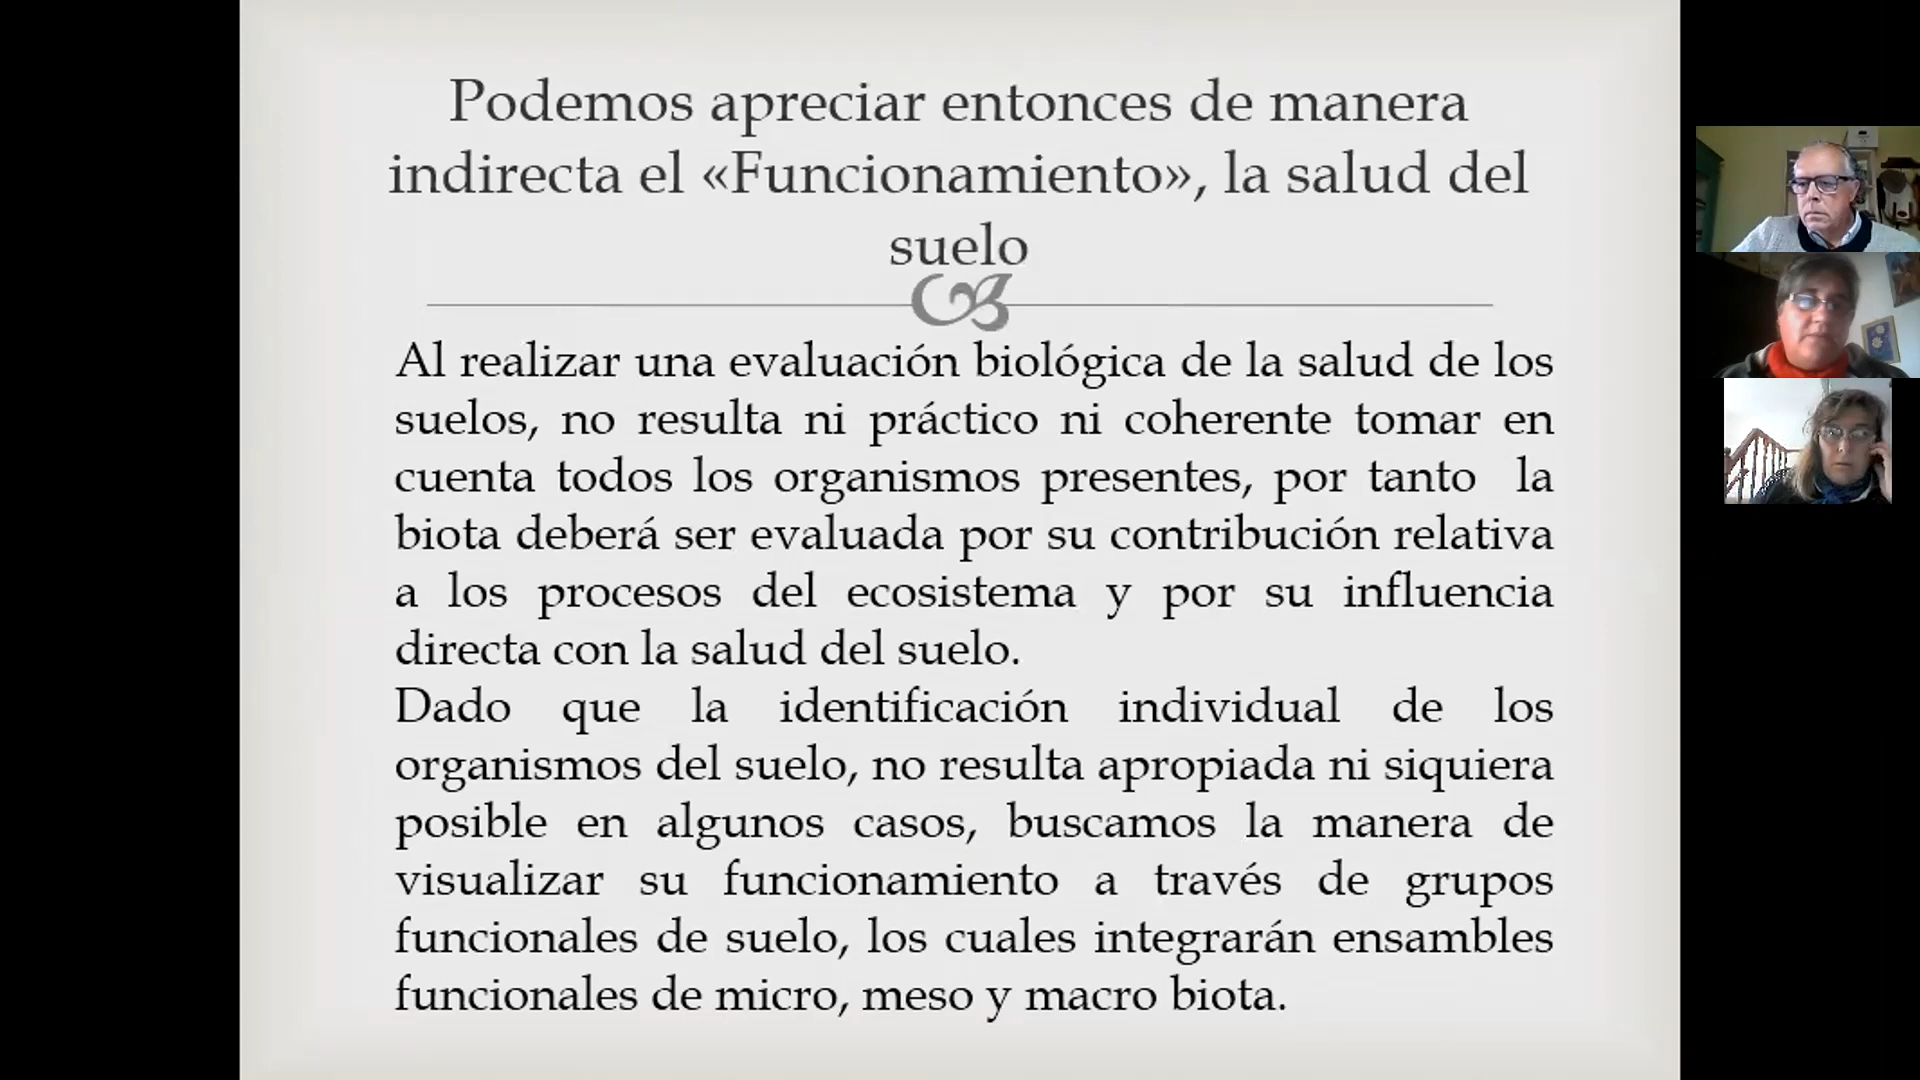 Podemos apreciar entonces de manera
indirecta el «Funcionamiento», la salud del
suelo
Al realizar una evaluación biológica de la salud de los
suelos, no resulta ni práctico ni coherente tomar en
cuenta todos los organismos presentes, por tanto la
biota deberá ser evaluada por su contribución relativa
a los procesos del ecosistema y por su influencia
directa con la salud del suelo.
Dado que la identificación individual de los
organismos del suelo, no resulta apropiada ni siquiera
posible en algunos casos, buscamos la manera de
visualizar su funcionamiento a través de grupos
funcionales de suelo, los cuales integrarán ensambles
funcionales de micro, meso y macro biota.